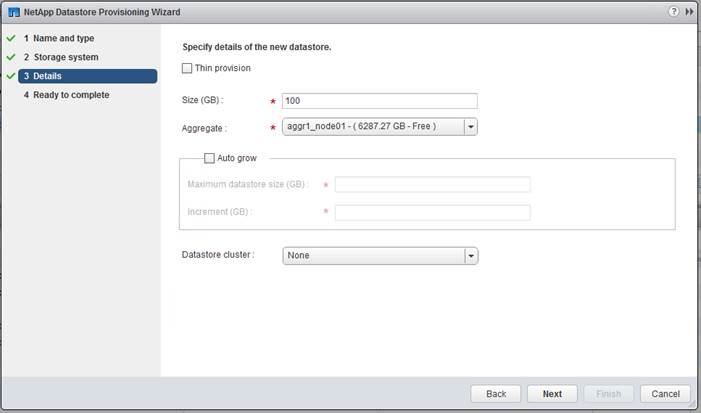 NetApp Datastore Provisioning Wizard
?
1 Name and type
2 Storage system
3 Details
4 Ready to complete
Specify details of the new datastore.
Thin provision
Size (GB) : * 100
Aggregate : * aggr1_node01 - ( 6287.27 GB - Free )
Auto grow
Maximum datastore size (GB) : *
Increment (GB) : *
Datastore cluster : None
Back Next Finish Cancel